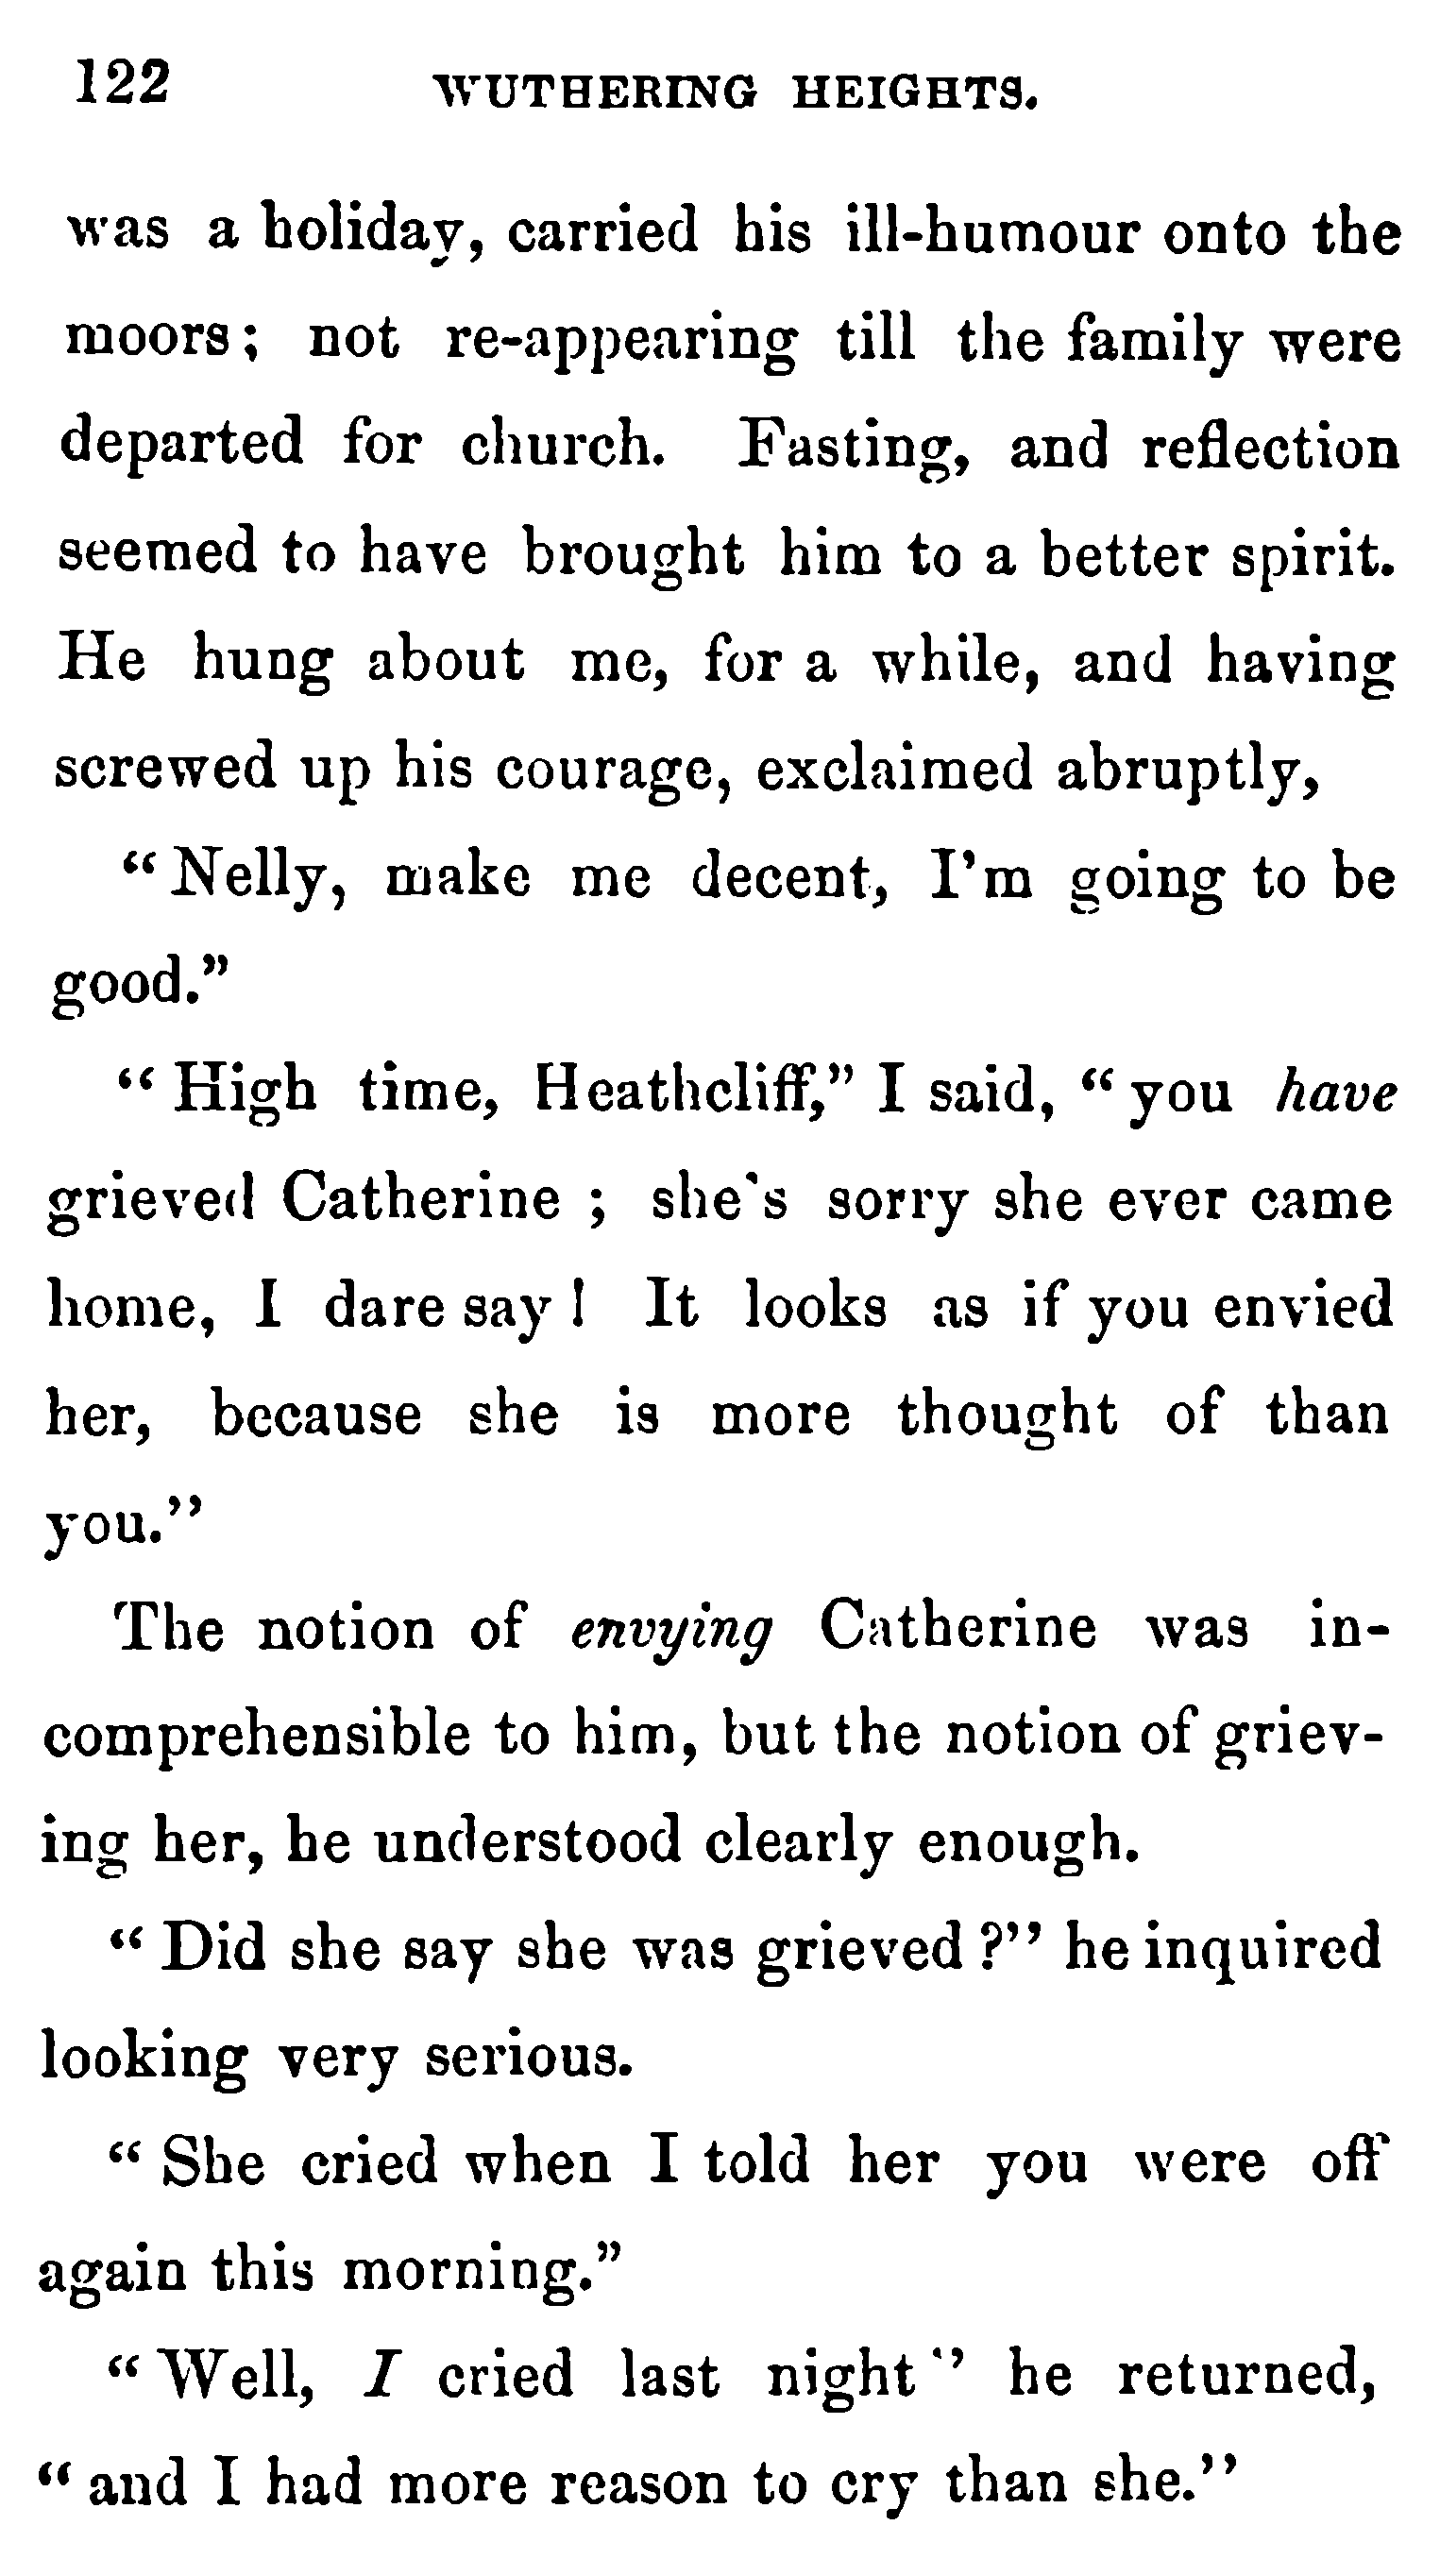 122 WUTHERING HEIGHTS.
was a holiday, carried his ill-humour onto the
moors; not re-appearing till the family were
departed for church. Fasting, and reflection
seemed to have brought him to a better spirit.
He hung about me, for a while, and having
screwed up his courage, exclaimed abruptly,
“Nelly, make me decent, I’m going to be
good.”
“High time, Heathcliff,” I said, “you have
grieved Catherine ; she's sorry she ever came
home, I dare say! It looks as if you envied
her, because she is more thought of than
you.”
The notion of envying Catherine was in-
comprehensible to him, but the notion of griev-
ing her, he understood clearly enough.
“Did she say she was grieved?” he inquired
looking very serious.
“She cried when I told her you were off
again this morning.”
“Well, I cried last night” he returned,
“and I had more reason to cry than she.”